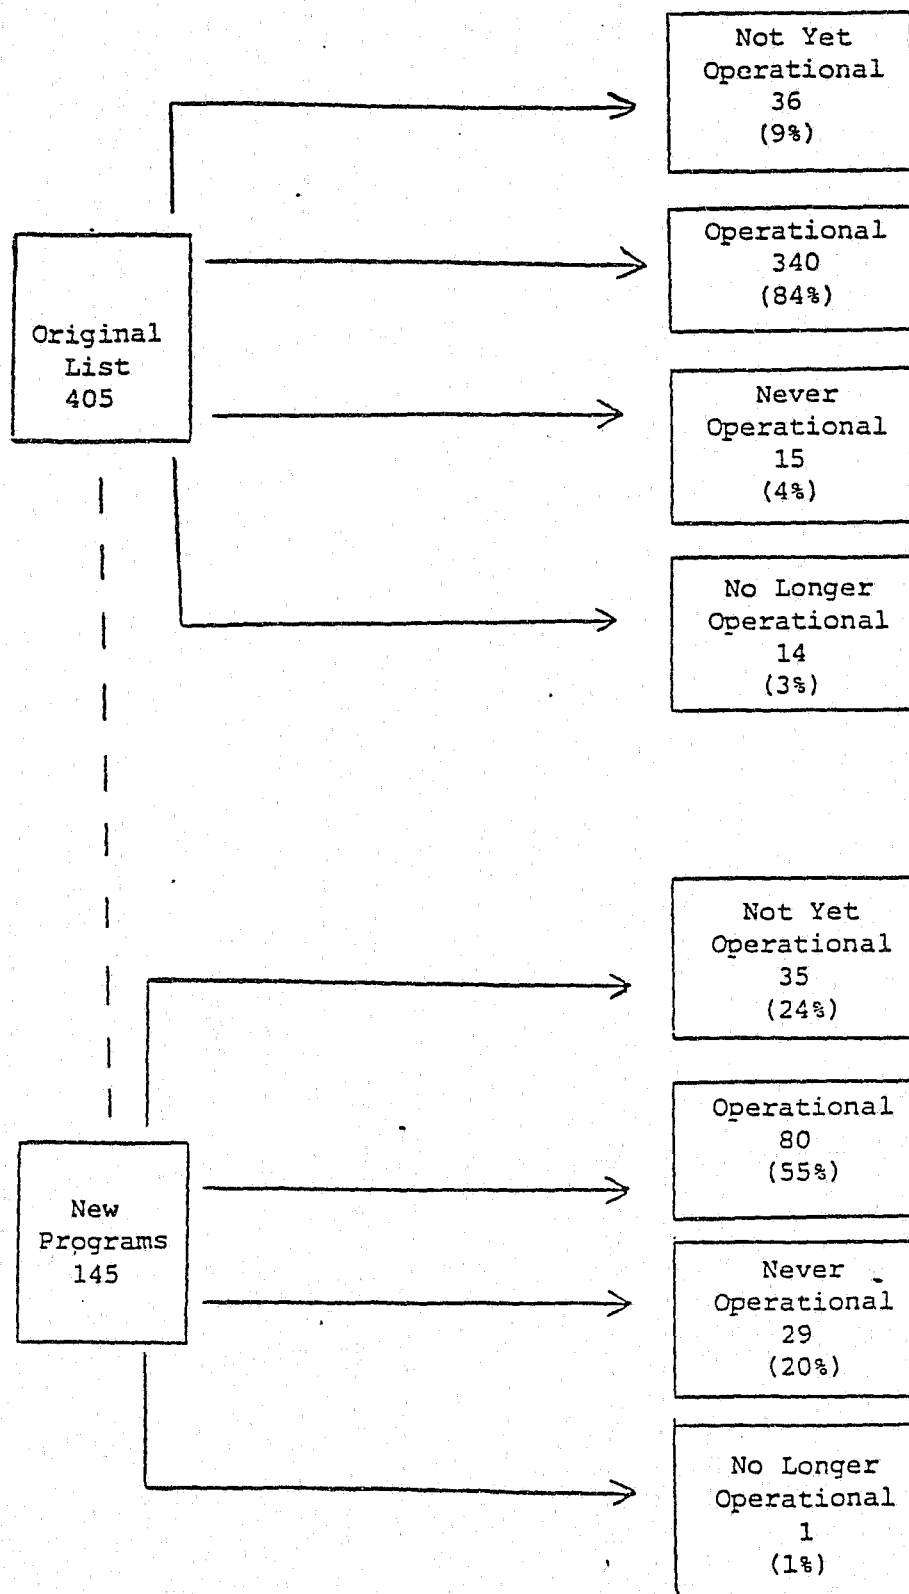 Not Yet
Operational
36
(9%)
Operational
340
(84%)
Original
List
405
Never
Operational
15
(4%)
No Longer
Operational
14
(3%)
Not Yet
Operational
35
(24%)
Operational
80
(55%)
New
Programs
145
Never
Operational
29
(20%)
No Longer
Operational
1
(1%)